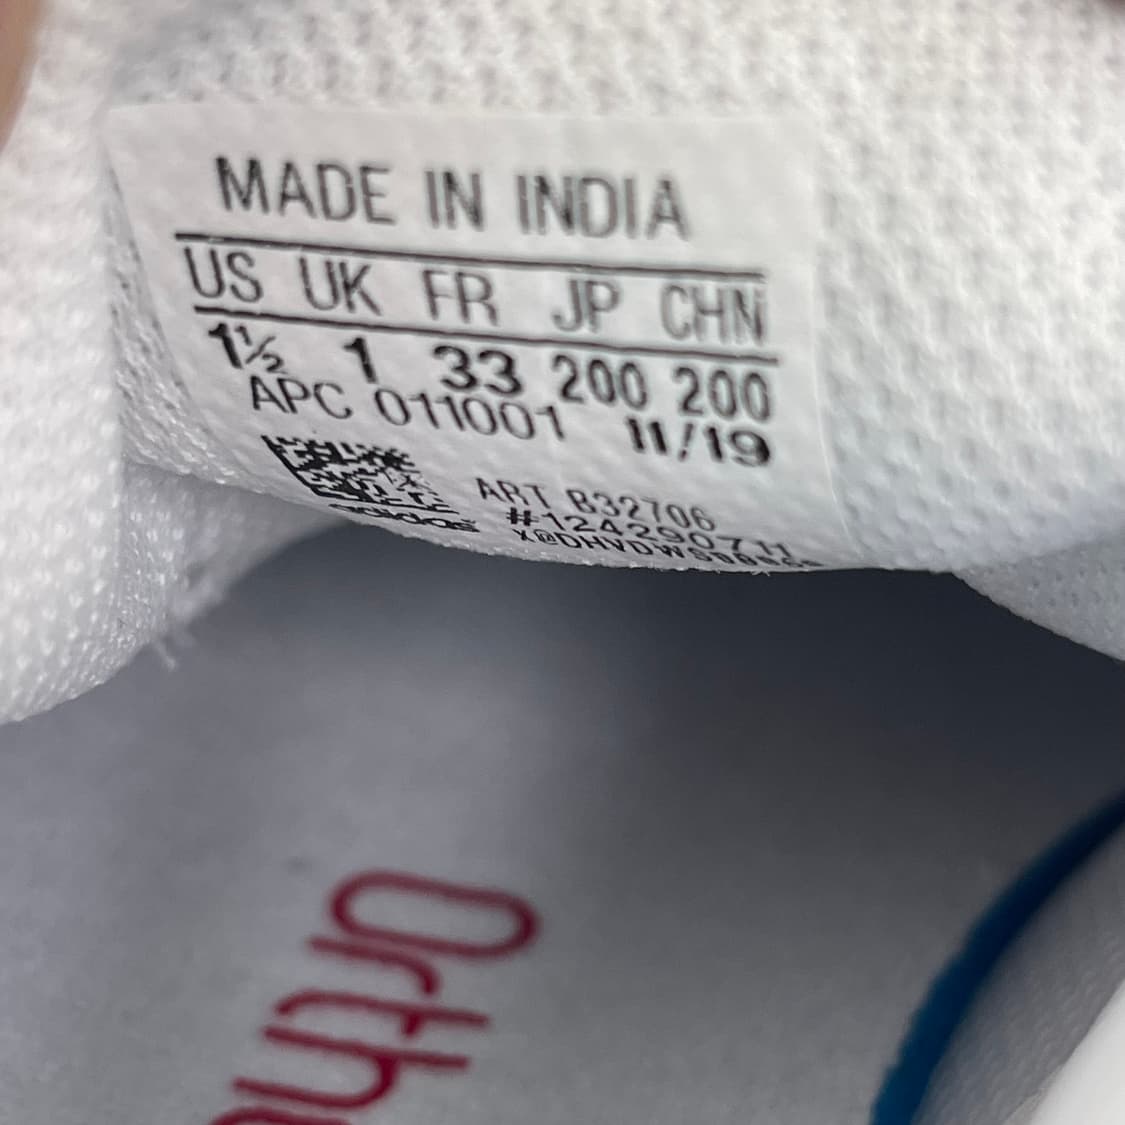 MADE IN INDIA
US UK FR JP CHN
1½ 1 33 200 200
APC 011001 11/19
ART B32706
adidas
#124290711
Ortho